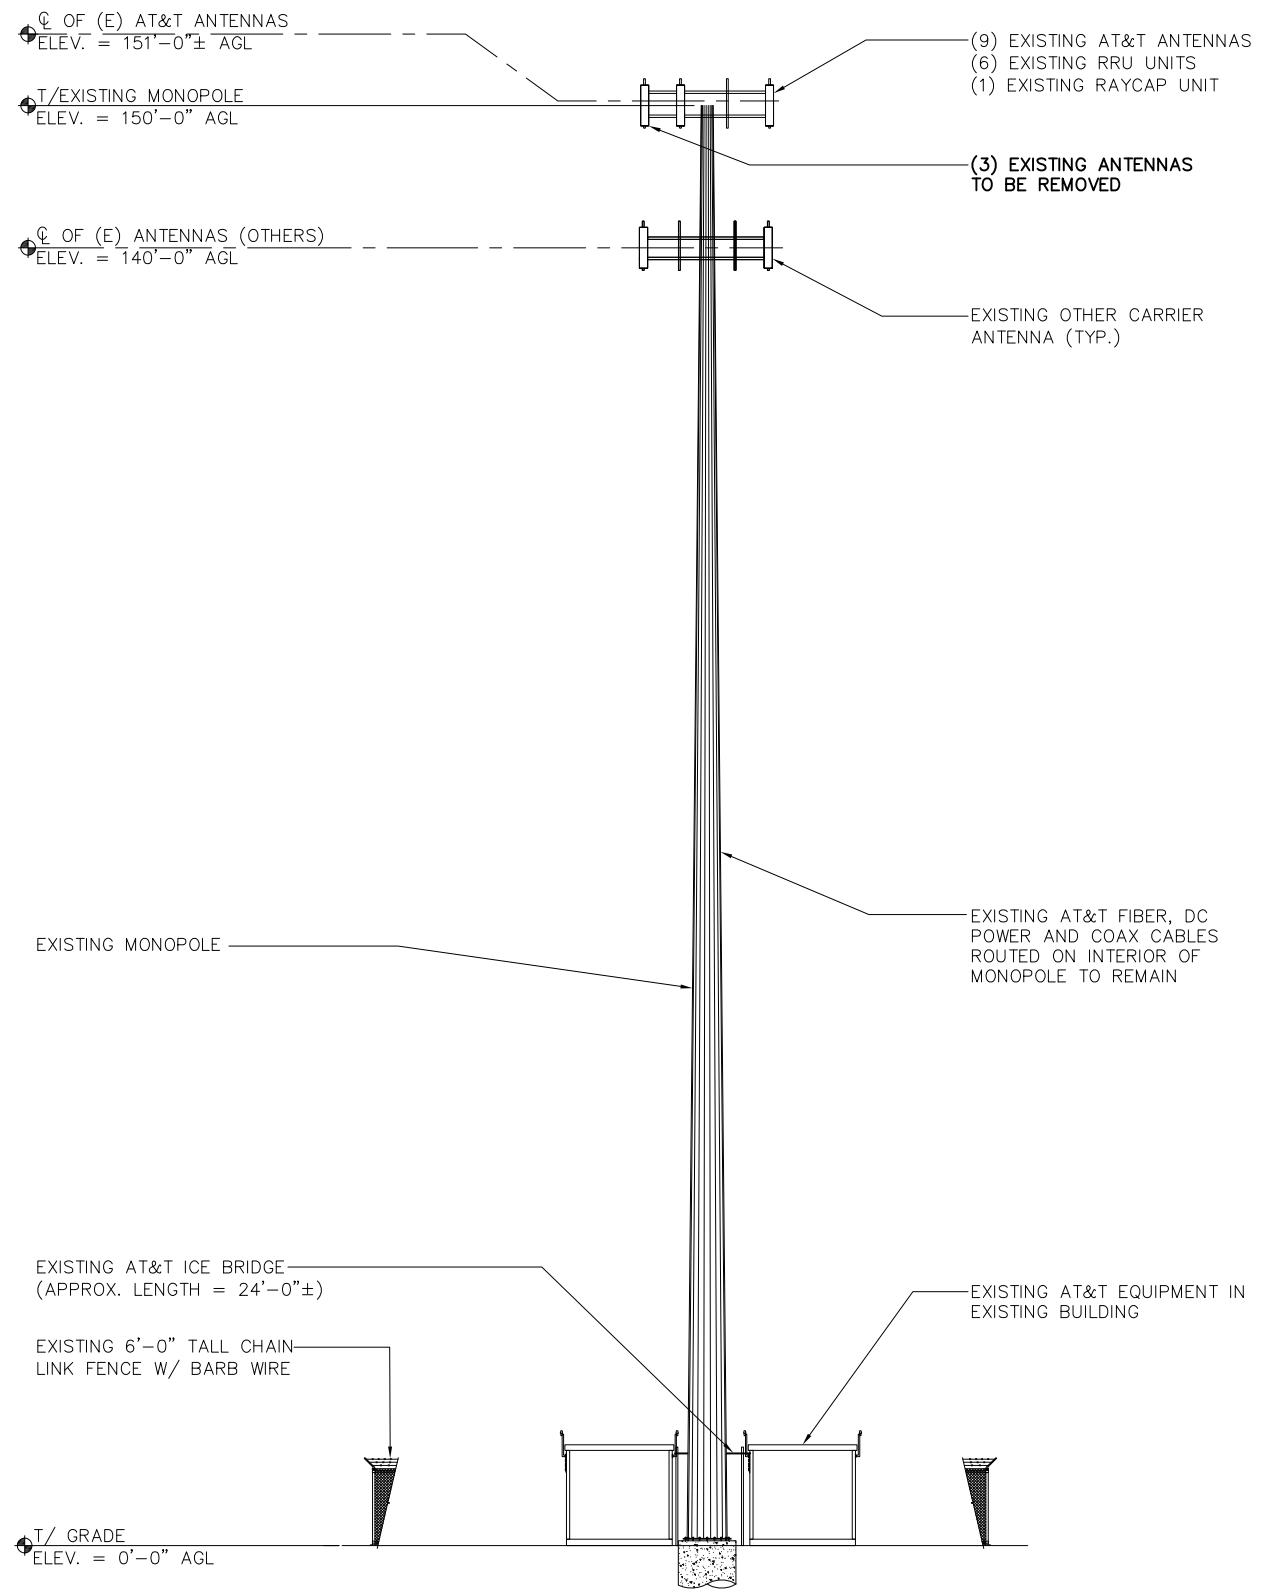 ℄ OF (E) AT&T ANTENNAS
ELEV. = 151'-0"± AGL
T/EXISTING MONOPOLE
ELEV. = 150'-0" AGL
℄ OF (E) ANTENNAS (OTHERS)
ELEV. = 140'-0" AGL
(9) EXISTING AT&T ANTENNAS
(6) EXISTING RRU UNITS
(1) EXISTING RAYCAP UNIT
(3) EXISTING ANTENNAS
TO BE REMOVED
EXISTING OTHER CARRIER
ANTENNA (TYP.)
EXISTING MONOPOLE
EXISTING AT&T FIBER, DC
POWER AND COAX CABLES
ROUTED ON INTERIOR OF
MONOPOLE TO REMAIN
EXISTING AT&T ICE BRIDGE
(APPROX. LENGTH = 24'-0"±)
EXISTING 6'-0" TALL CHAIN
LINK FENCE W/ BARB WIRE
EXISTING AT&T EQUIPMENT IN
EXISTING BUILDING
T/ GRADE
ELEV. = 0'-0" AGL